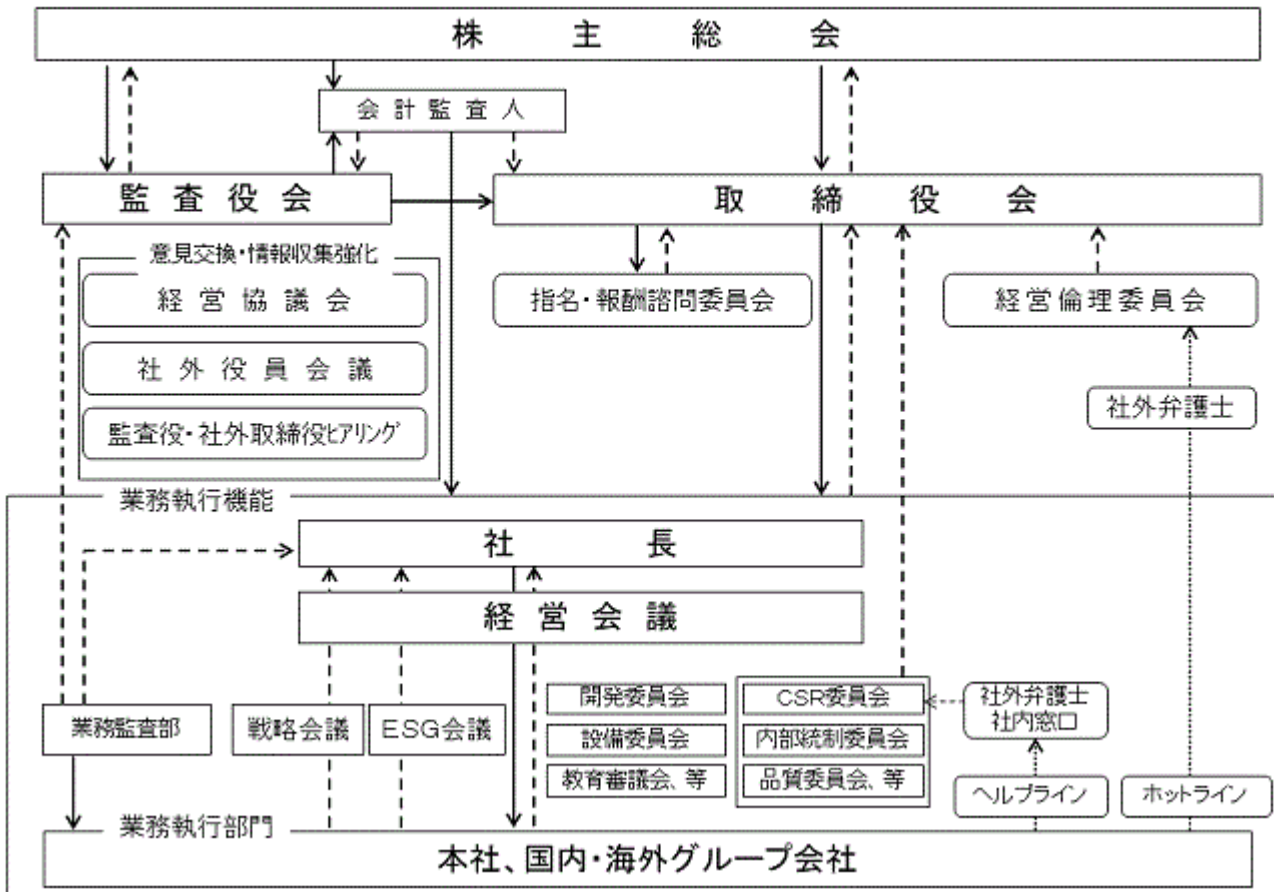 株主総会
会計監査人
監査役会
取締役会
意見交換・情報収集強化
経営協議会
社外役員会議
監査役・社外取締役ヒアリング
指名・報酬諮問委員会
経営倫理委員会
社外弁護士
業務執行機能
社長
経営会議
業務監査部
戦略会議
ESG会議
開発委員会
設備委員会
教育審議会、等
CSR委員会
内部統制委員会
品質委員会、等
社外弁護士
社内窓口
ヘルプライン
ホットライン
業務執行部門
本社、国内・海外グループ会社